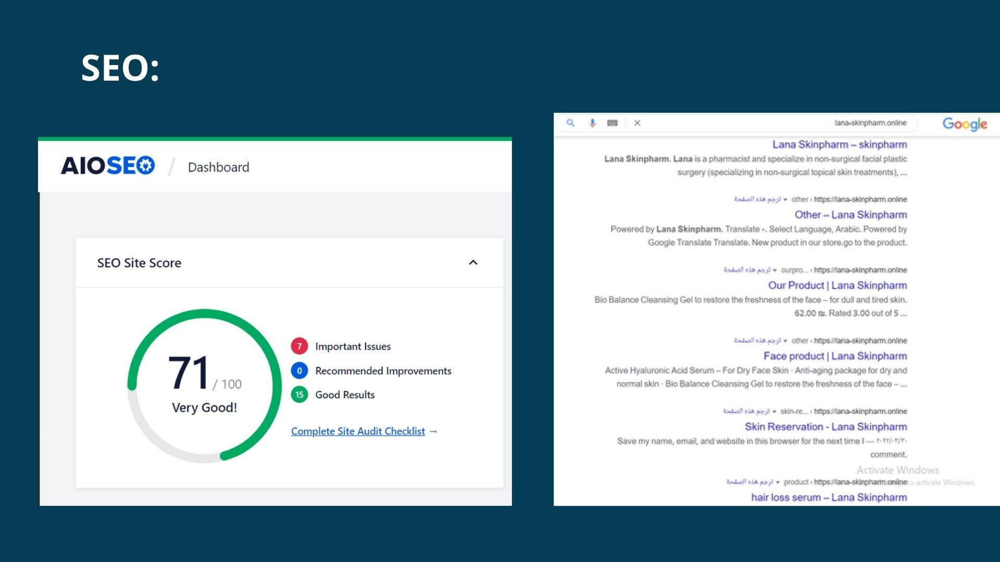 SEO:
AIOSEO / Dashboard
SEO Site Score
71 / 100
Very Good!
7 Important Issues
0 Recommended Improvements
15 Good Results
Complete Site Audit Checklist →
lana-skinpharm.online
Google
Lana Skinpharm – skinpharm
Lana Skinpharm. Lana is a pharmacist and specialize in non-surgical facial plastic
surgery (specializing in non-surgical topical skin treatments), ...
https://lana-skinpharm.online › other ▾ ترجم هذه الصفحة
Other – Lana Skinpharm
Powered by Lana Skinpharm. Translate ». Select Language, Arabic. Powered by
Google Translate Translate. New product in our store.go to the product.
https://lana-skinpharm.online › ourpro... ▾ ترجم هذه الصفحة
Our Product | Lana Skinpharm
Bio Balance Cleansing Gel to restore the freshness of the face – for dull and tired skin.
62.00 ₪. Rated 3.00 out of 5 ...
https://lana-skinpharm.online › other ▾ ترجم هذه الصفحة
Face product | Lana Skinpharm
Active Hyaluronic Acid Serum – For Dry Face Skin · Anti-aging package for dry and
normal skin · Bio Balance Cleansing Gel to restore the freshness of the face – ...
https://lana-skinpharm.online › skin-re... ▾ ترجم هذه الصفحة
Skin Reservation - Lana Skinpharm
Save my name, email, and website in this browser for the next time I —
comment.
Activate Windows
https://lana-skinpharm.online › product ▾ ترجم هذه الصفحة
to activate Windows.
hair loss serum – Lana Skinpharm